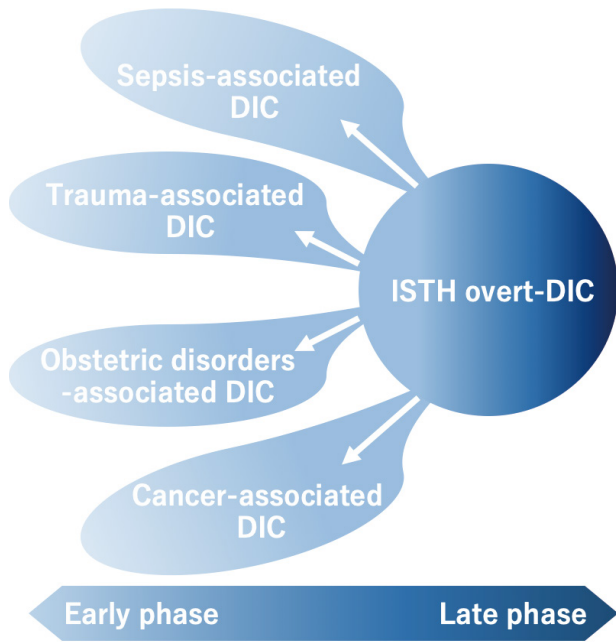 Sepsis-associated
DIC
Trauma-associated
DIC
ISTH overt-DIC
Obstetric disorders
-associated DIC
Cancer-associated
DIC
Early phase
Late phase